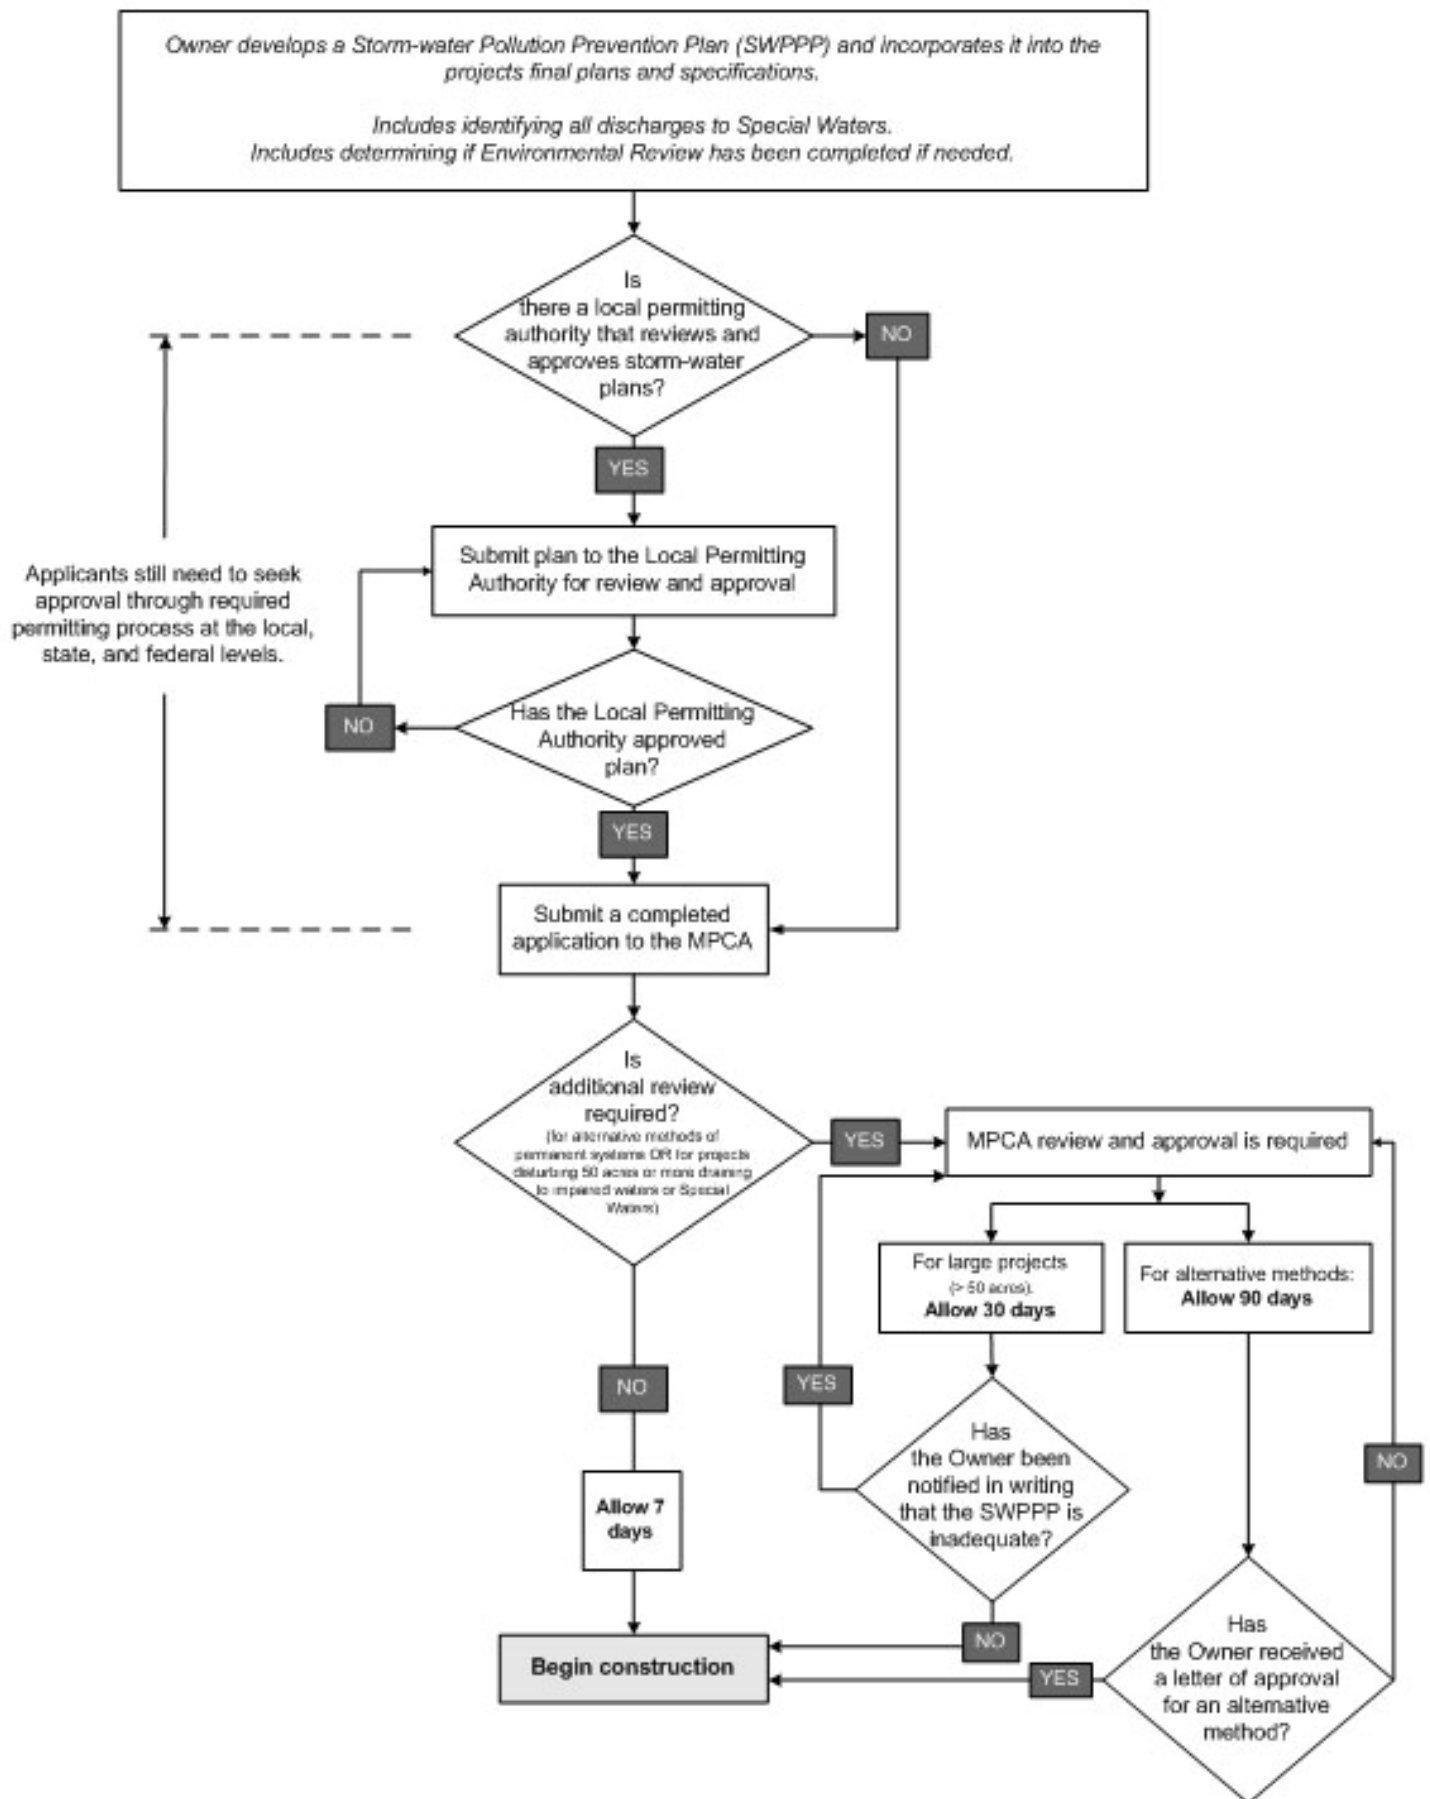 Owner develops a Storm-water Pollution Prevention Plan (SWPPP) and incorporates it into the
projects final plans and specifications.
Includes identifying all discharges to Special Waters.
Includes determining if Environmental Review has been completed if needed.
Is
there a local permitting
authority that reviews and
approves storm-water
plans?
NO
YES
Submit plan to the Local Permitting
Authority for review and approval
Applicants still need to seek
approval through required
permitting process at the local,
state, and federal levels.
Has the Local Permitting
Authority approved
plan?
NO
YES
Submit a completed
application to the MPCA
Is
additional review
required?
(for alternative methods of
permanent systems OR for projects
disturbing 50 acres or more draining
to impaired waters or Special
Waters)
YES
MPCA review and approval is required
For large projects
(> 50 acres):
Allow 30 days
For alternative methods:
Allow 90 days
NO
YES
Has
the Owner been
notified in writing
that the SWPPP is
inadequate?
NO
Allow 7
days
NO
Begin construction
YES
Has
the Owner received
a letter of approval
for an alternative
method?